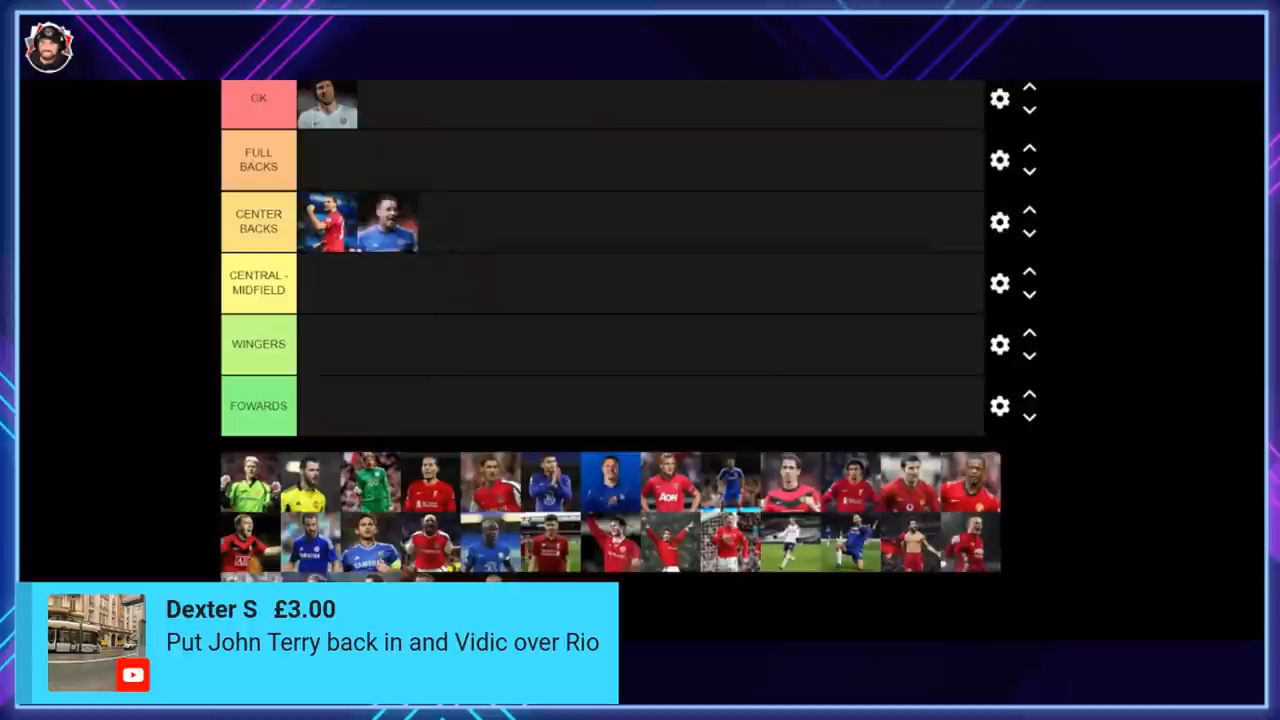 GK
FULL
BACKS
CENTER
BACKS
CENTRAL -
MIDFIELD
WINGERS
FOWARDS
Dexter S £3.00
Put John Terry back in and Vidic over Rio